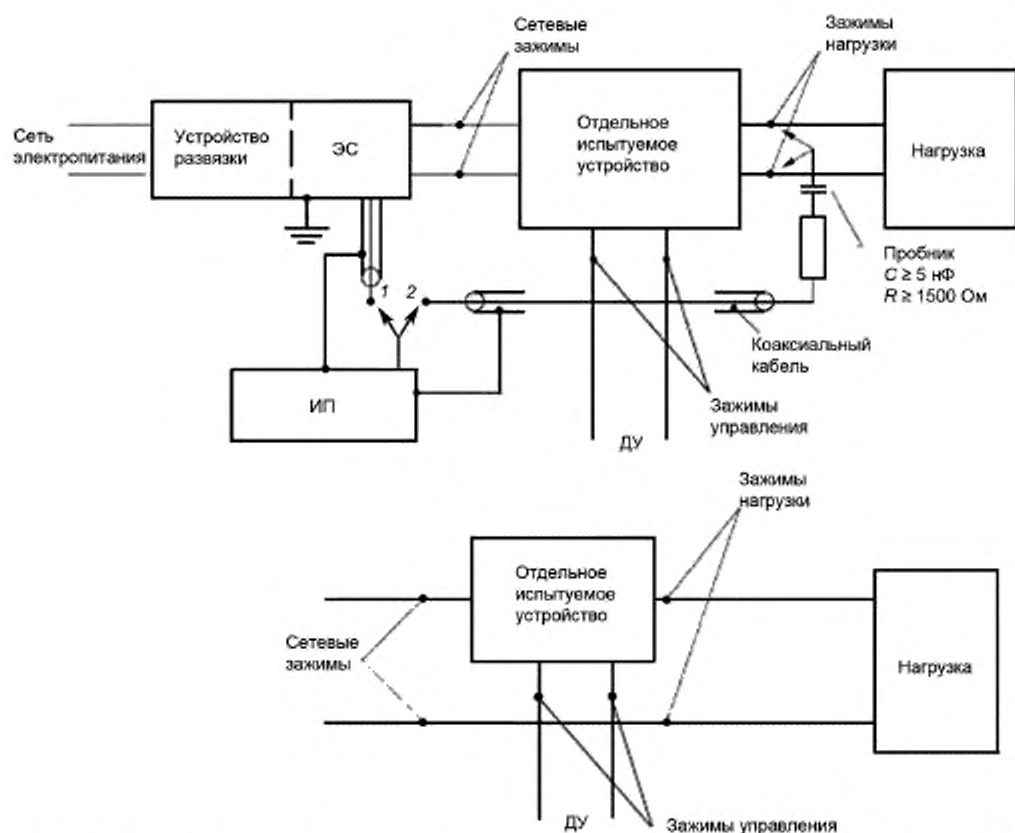 Сетевые
зажимы
Зажимы
нагрузки
Сеть
электропитания
Устройство
развязки
ЭС
Отдельное
испытуемое
устройство
Нагрузка
Пробник
C ≥ 5 нФ
R ≥ 1500 Ом
1 2
Коаксиальный
кабель
ИП
Зажимы
управления
ДУ
Зажимы
нагрузки
Отдельное
испытуемое
устройство
Сетевые
зажимы
Нагрузка
ДУ
Зажимы управления